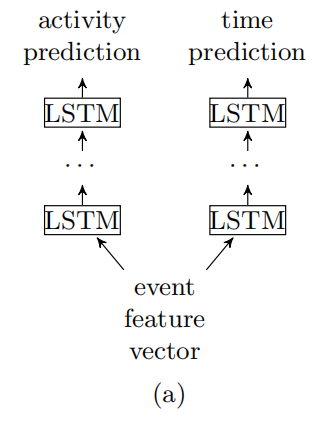 activity
prediction
time
prediction
LSTM
LSTM
...
...
LSTM
LSTM
event
feature
vector
(a)